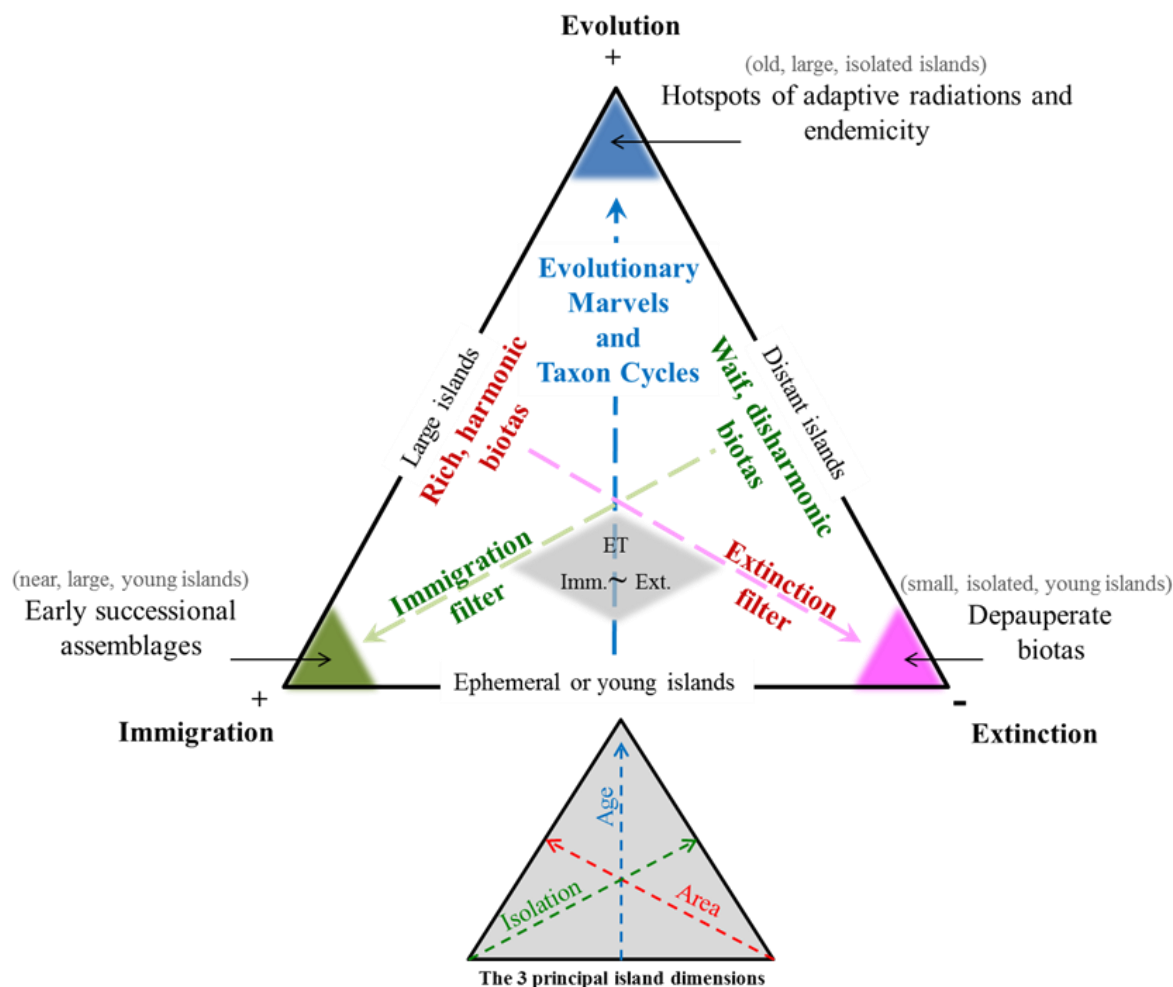 Evolution
+
(old, large, isolated islands)
Hotspots of adaptive radiations and
endemicity
Evolutionary
Marvels
and
Taxon Cycles
Large islands
Rich, harmonic
biotas
Distant islands
Waif, disharmonic
biotas
ET
Imm.~ Ext.
Immigration
filter
Extinction
filter
(near, large, young islands)
Early successional
assemblages
(small, isolated, young islands)
Depauperate
biotas
Ephemeral or young islands
+
Immigration
-
Extinction
Age
Isolation
Area
The 3 principal island dimensions